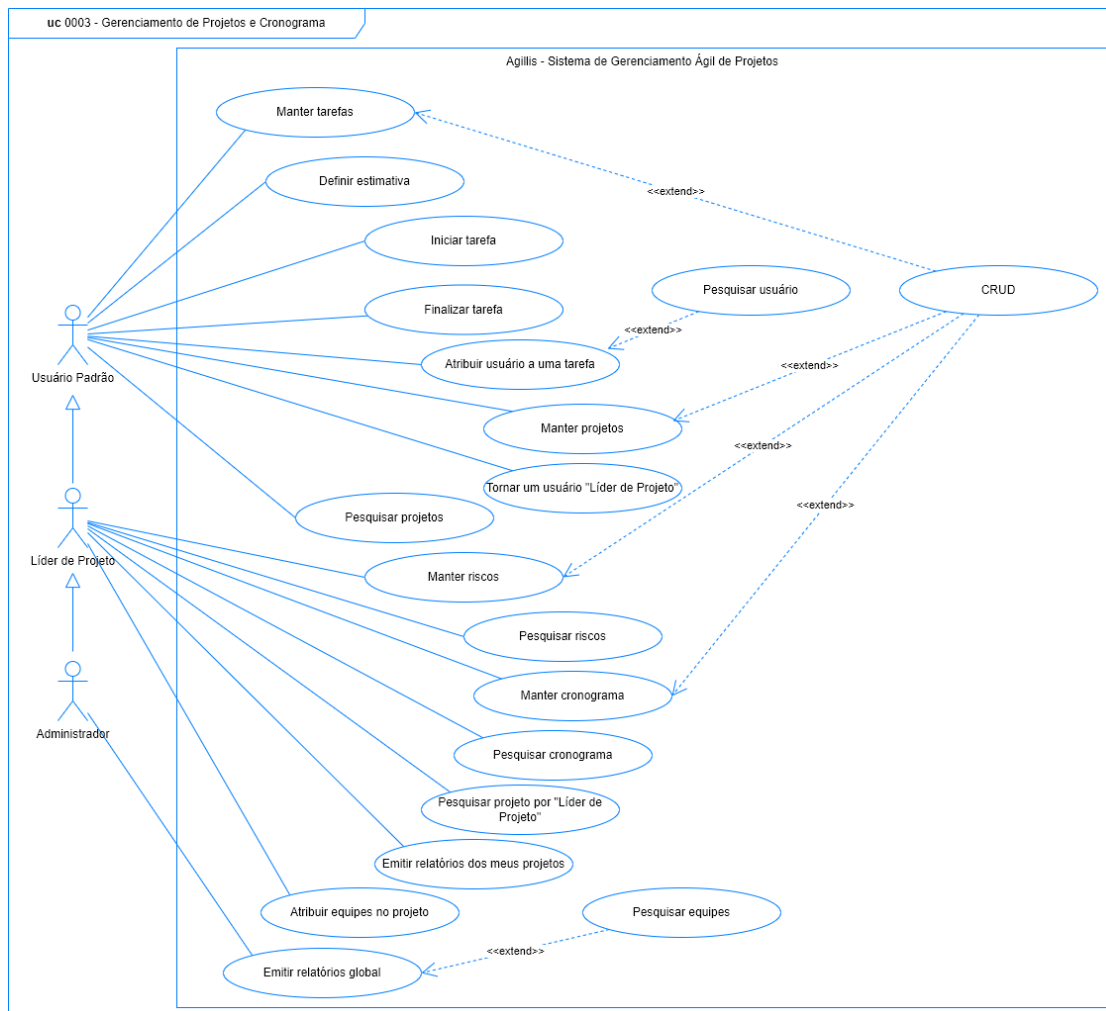 uc 0003 - Gerenciamento de Projetos e Cronograma
Agillis - Sistema de Gerenciamento Ágil de Projetos
Manter tarefas
Definir estimativa
<<extend>>
Iniciar tarefa
Pesquisar usuário
CRUD
Finalizar tarefa
<<extend>>
Atribuir usuário a uma tarefa
<<extend>>
Usuário Padrão
Manter projetos
<<extend>>
Tornar um usuário "Líder de Projeto"
<<extend>>
Pesquisar projetos
Líder de Projeto
Manter riscos
Pesquisar riscos
Manter cronograma
Administrador
Pesquisar cronograma
Pesquisar projeto por "Líder de
Projeto"
Emitir relatórios dos meus projetos
Atribuir equipes no projeto
Pesquisar equipes
<<extend>>
Emitir relatórios global